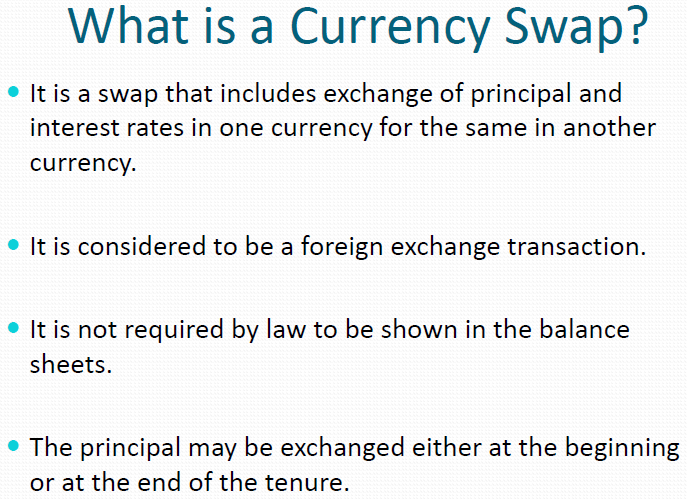 What is a Currency Swap?
• It is a swap that includes exchange of principal and
interest rates in one currency for the same in another
currency.
• It is considered to be a foreign exchange transaction.
• It is not required by law to be shown in the balance
sheets.
• The principal may be exchanged either at the beginning
or at the end of the tenure.